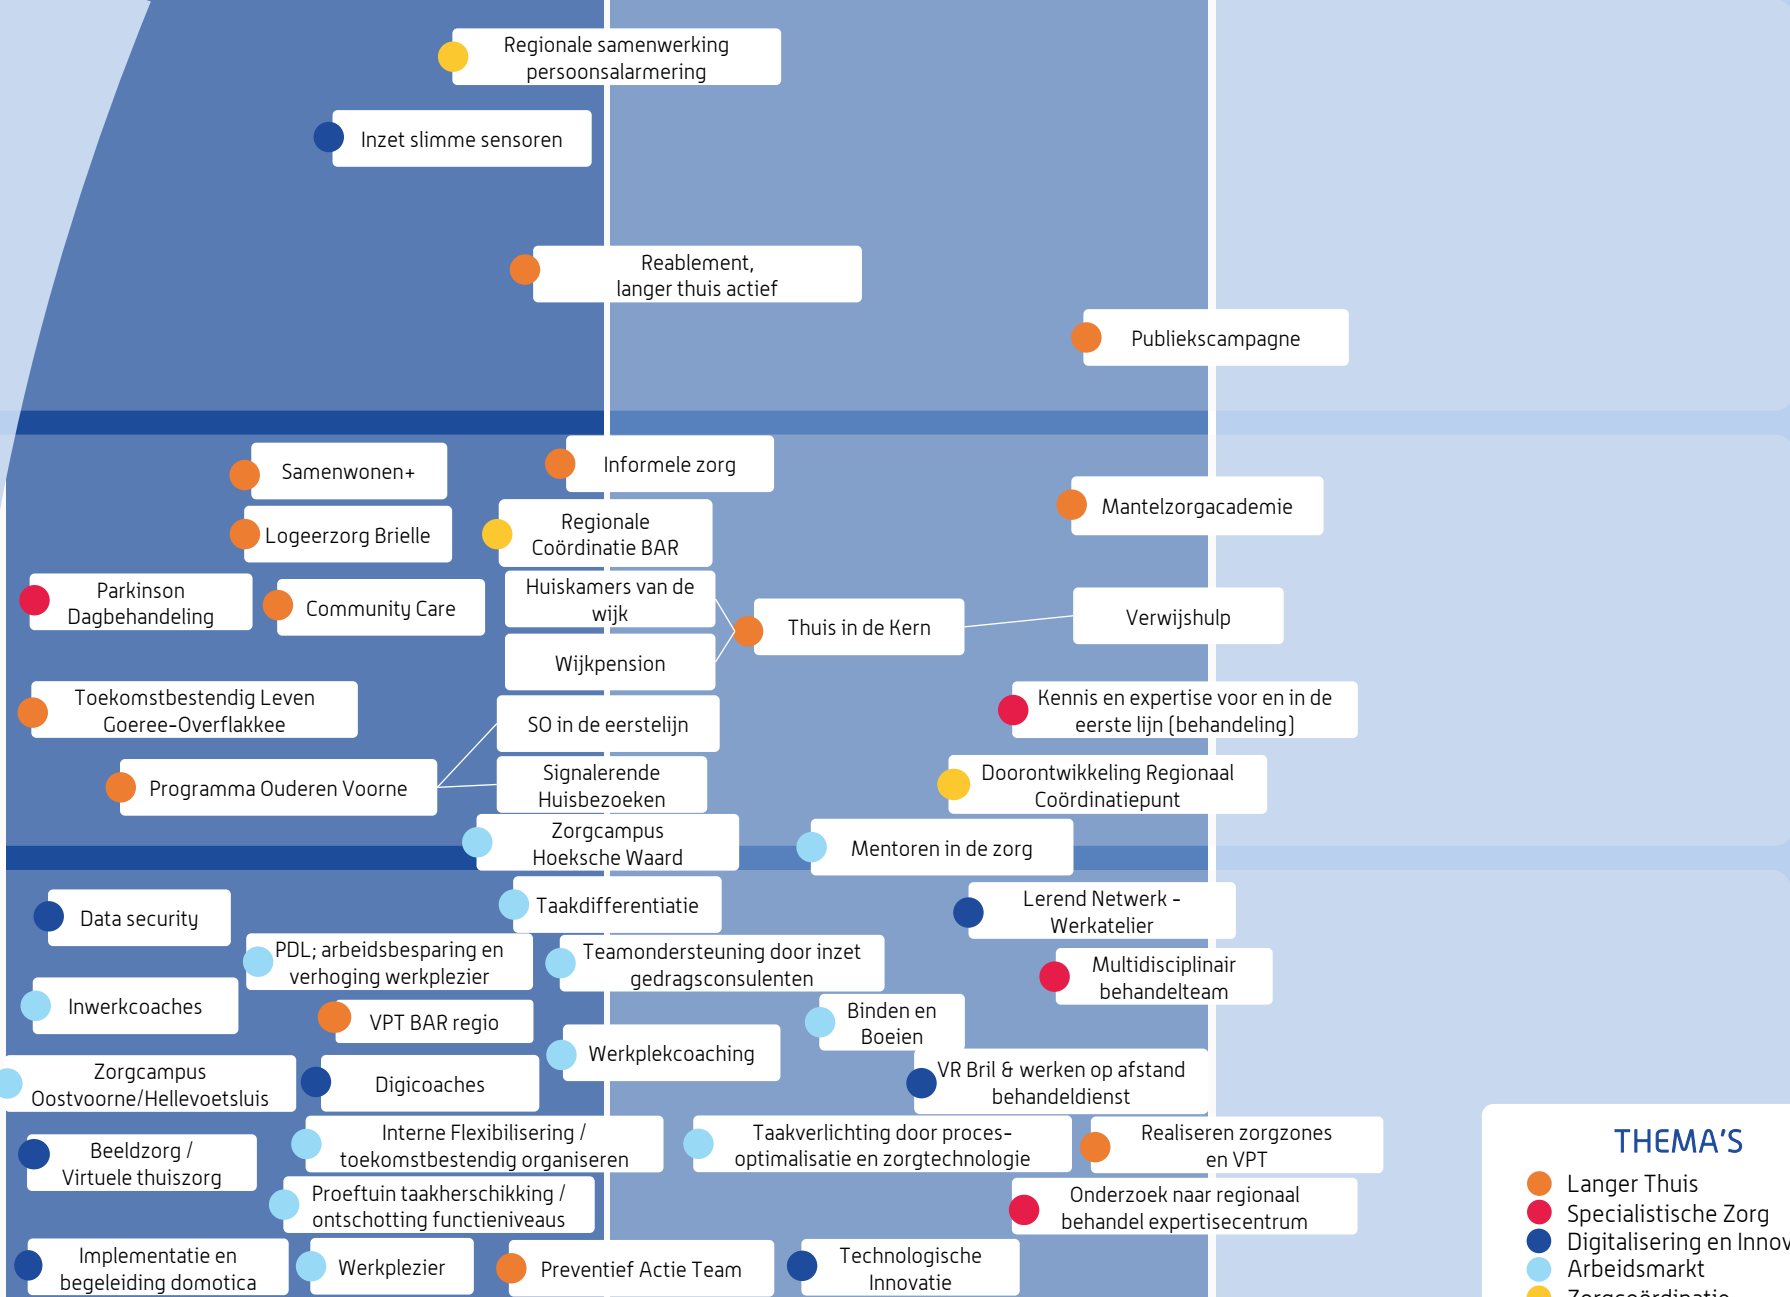 Regionale samenwerking
persoonsalarmering
Inzet slimme sensoren
Reablement,
langer thuis actief
Publiekscampagne
Samenwonen+
Informele zorg
Logeerzorg Brielle
Regionale
Coördinatie BAR
Mantelzorgacademie
Parkinson
Dagbehandeling
Community Care
Huiskamers van de
wijk
Thuis in de Kern
Verwijshulp
Wijkpension
Toekomstbestendig Leven
Goeree-Overflakkee
SO in de eerstelijn
Kennis en expertise voor en in de
eerste lijn (behandeling)
Programma Ouderen Voorne
Signalerende
Huisbezoeken
Doorontwikkeling Regionaal
Coördinatiepunt
Zorgcampus
Hoeksche Waard
Mentoren in de zorg
Data security
Taakdifferentiatie
Lerend Netwerk -
Werkatelier
PDL; arbeidsbesparing en
verhoging werkplezier
Teamondersteuning door inzet
gedragsconsulenten
Multidisciplinair
behandelteam
Inwerkcoaches
VPT BAR regio
Binden en
Boeien
Werkplekcoaching
Zorgcampus
Oostvoorne/Hellevoetsluis
Digicoaches
VR Bril & werken op afstand
behandeldienst
Beeldzorg /
Virtuele thuiszorg
Interne Flexibilisering /
toekomstbestendig organiseren
Taakverlichting door proces-
optimalisatie en zorgtechnologie
Realiseren zorgzones
en VPT
Proeftuin taakherschikking /
ontschotting functieniveaus
Onderzoek naar regionaal
behandel expertisecentrum
Implementatie en
begeleiding domotica
Werkplezier
Preventief Actie Team
Technologische
Innovatie
THEMA'S
Langer Thuis
Specialistische Zorg
Digitalisering en Innov
Arbeidsmarkt
Zorgcoördinatie